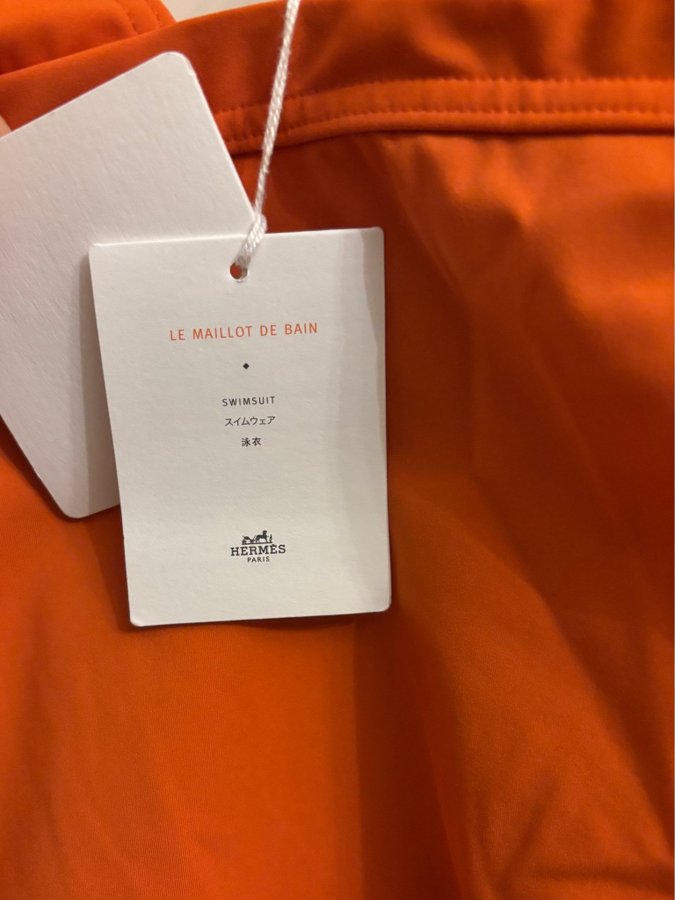 LE MAILLOT DE BAIN
SWIMSUIT
スイムウェア
泳衣
HERMÈS
PARIS